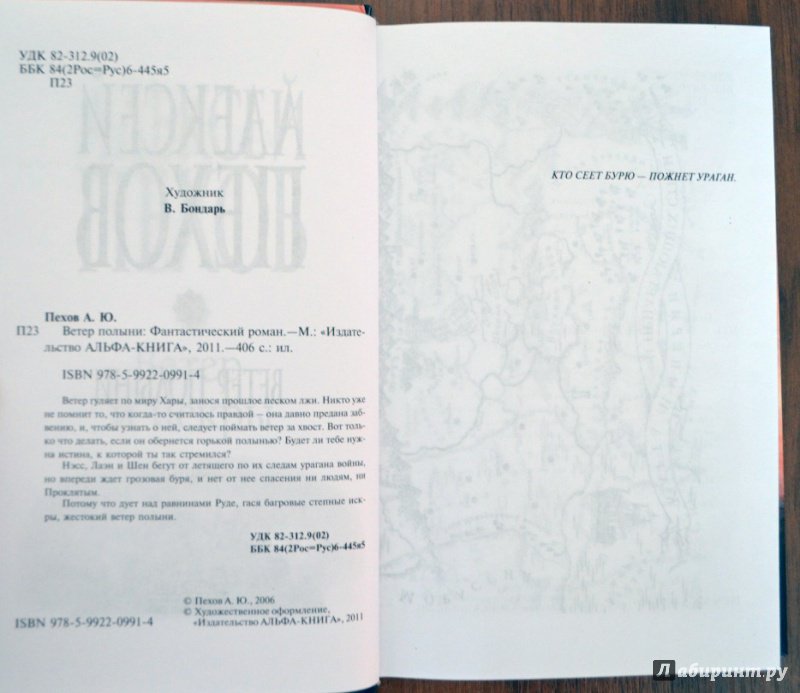 УДК 82-312.9(02)
ББК 84(2Рос=Рус)6-445я5
П23
Художник
В. Бондарь
Пехов А. Ю.
П23 Ветер полыни: Фантастический роман.—М.: «Издате-
льство АЛЬФА-КНИГА», 2011.—406 с.: ил.
ISBN 978-5-9922-0991-4
Ветер гуляет по миру Хары, занося прошлое песком лжи. Никто уже
не помнит то, что когда-то считалось правдой — она давно предана заб-
вению, и, чтобы узнать о ней, следует поймать ветер за хвост. Вот толь-
ко что делать, если он обернется горькой полынью? Будет ли тебе нуж-
на истина, к которой ты так стремился?
Нэсс, Лаэн и Шен бегут от летящего по их следам урагана войны,
но впереди ждет грозовая буря, и нет от нее спасения ни людям, ни
Проклятым.
Потому что дует над равнинами Руде, гася багровые степные иск-
ры, жестокий ветер полыни.
УДК 82-312.9(02)
ББК 84(2Рос=Рус)6-445я5
© Пехов А. Ю., 2006
© Художественное оформление,
ISBN 978-5-9922-0991-4 «Издательство АЛЬФА-КНИГА», 2011
КТО СЕЕТ БУРЮ — ПОЖНЕТ УРАГАН.
Лабиринт.ру